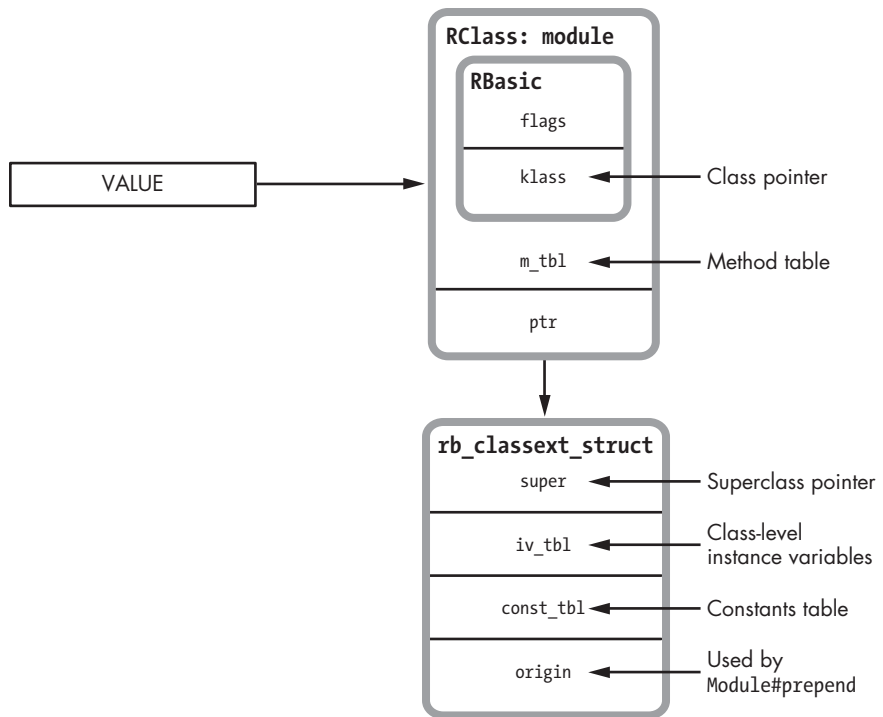 RClass: module
RBasic
flags
VALUE
klass
Class pointer
m_tbl
Method table
ptr
rb_classext_struct
super
Superclass pointer
iv_tbl
Class-level
instance variables
const_tbl
Constants table
origin
Used by
Module#prepend